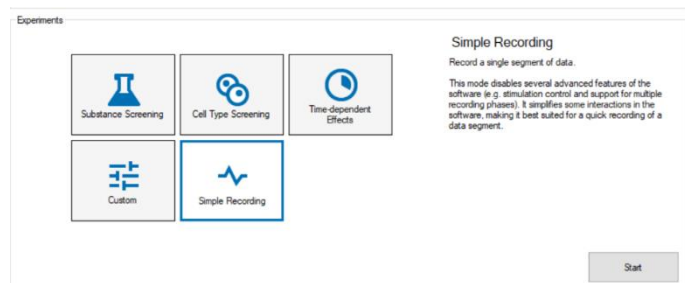 Experiments
Simple Recording
Record a single segment of data.
This mode disables several advanced features of the
software (e.g. stimulation control and support for multiple
recording phases). It simplifies some interactions in the
software, making it best suited for a quick recording of a
data segment.
Substance Screening
Cell Type Screening
Time-dependent
Effects
Custom
Simple Recording
Start